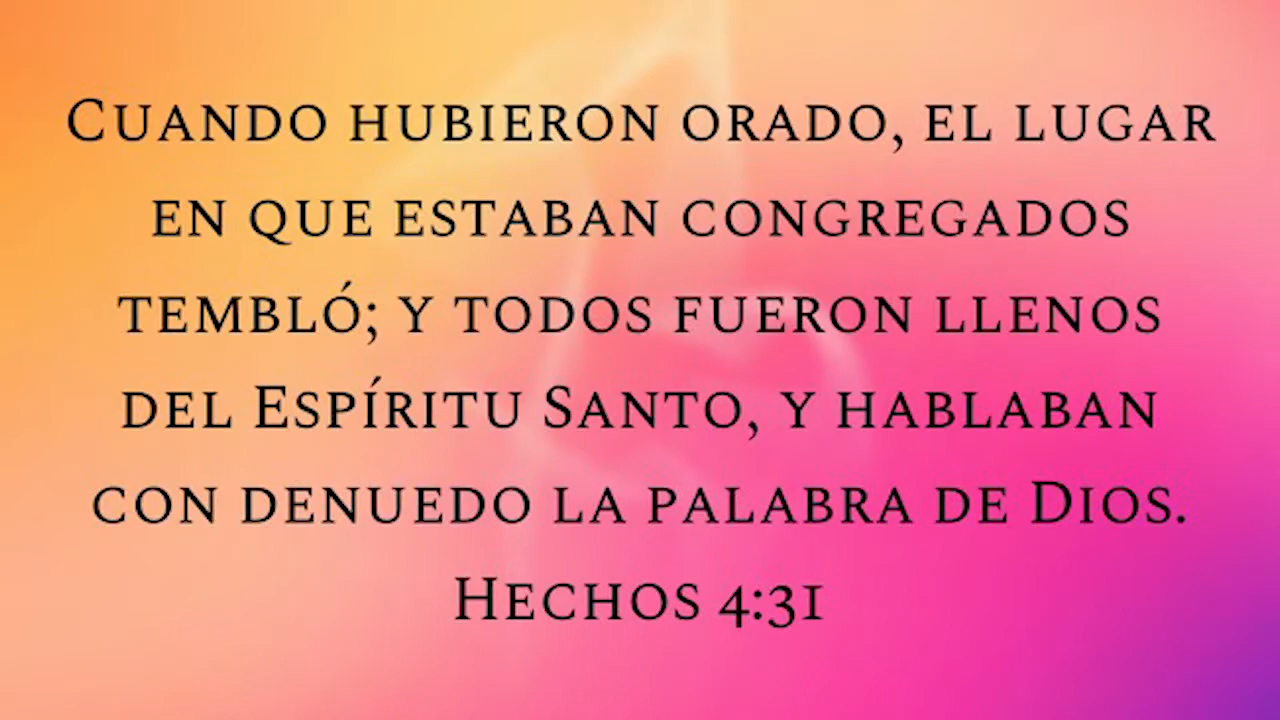 Cuando hubieron orado, el lugar
en que estaban congregados
tembló; y todos fueron llenos
del Espíritu Santo, y hablaban
con denuedo la palabra de Dios.
Hechos 4:31